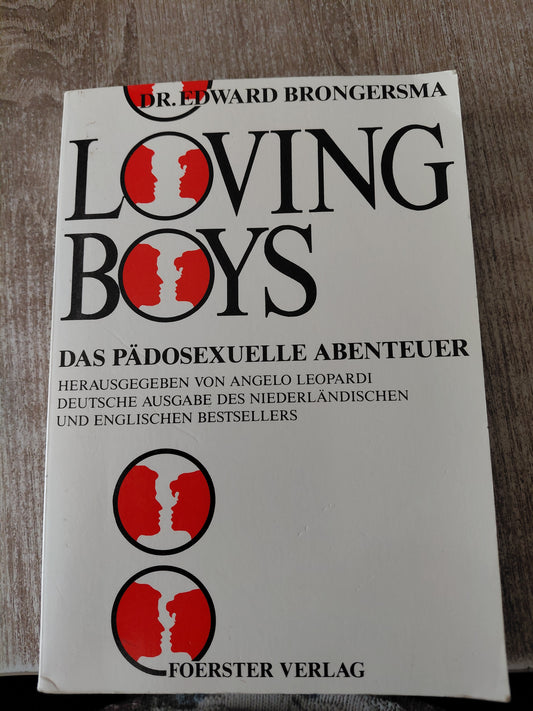 DR. EDWARD BRONGERSMA
LOVING
BOYS
DAS PÄDOSEXUELLE ABENTEUER
HERAUSGEGEBEN VON ANGELO LEOPARDI
DEUTSCHE AUSGABE DES NIEDERLÄNDISCHEN
UND ENGLISCHEN BESTSELLERS
FOERSTER VERLAG